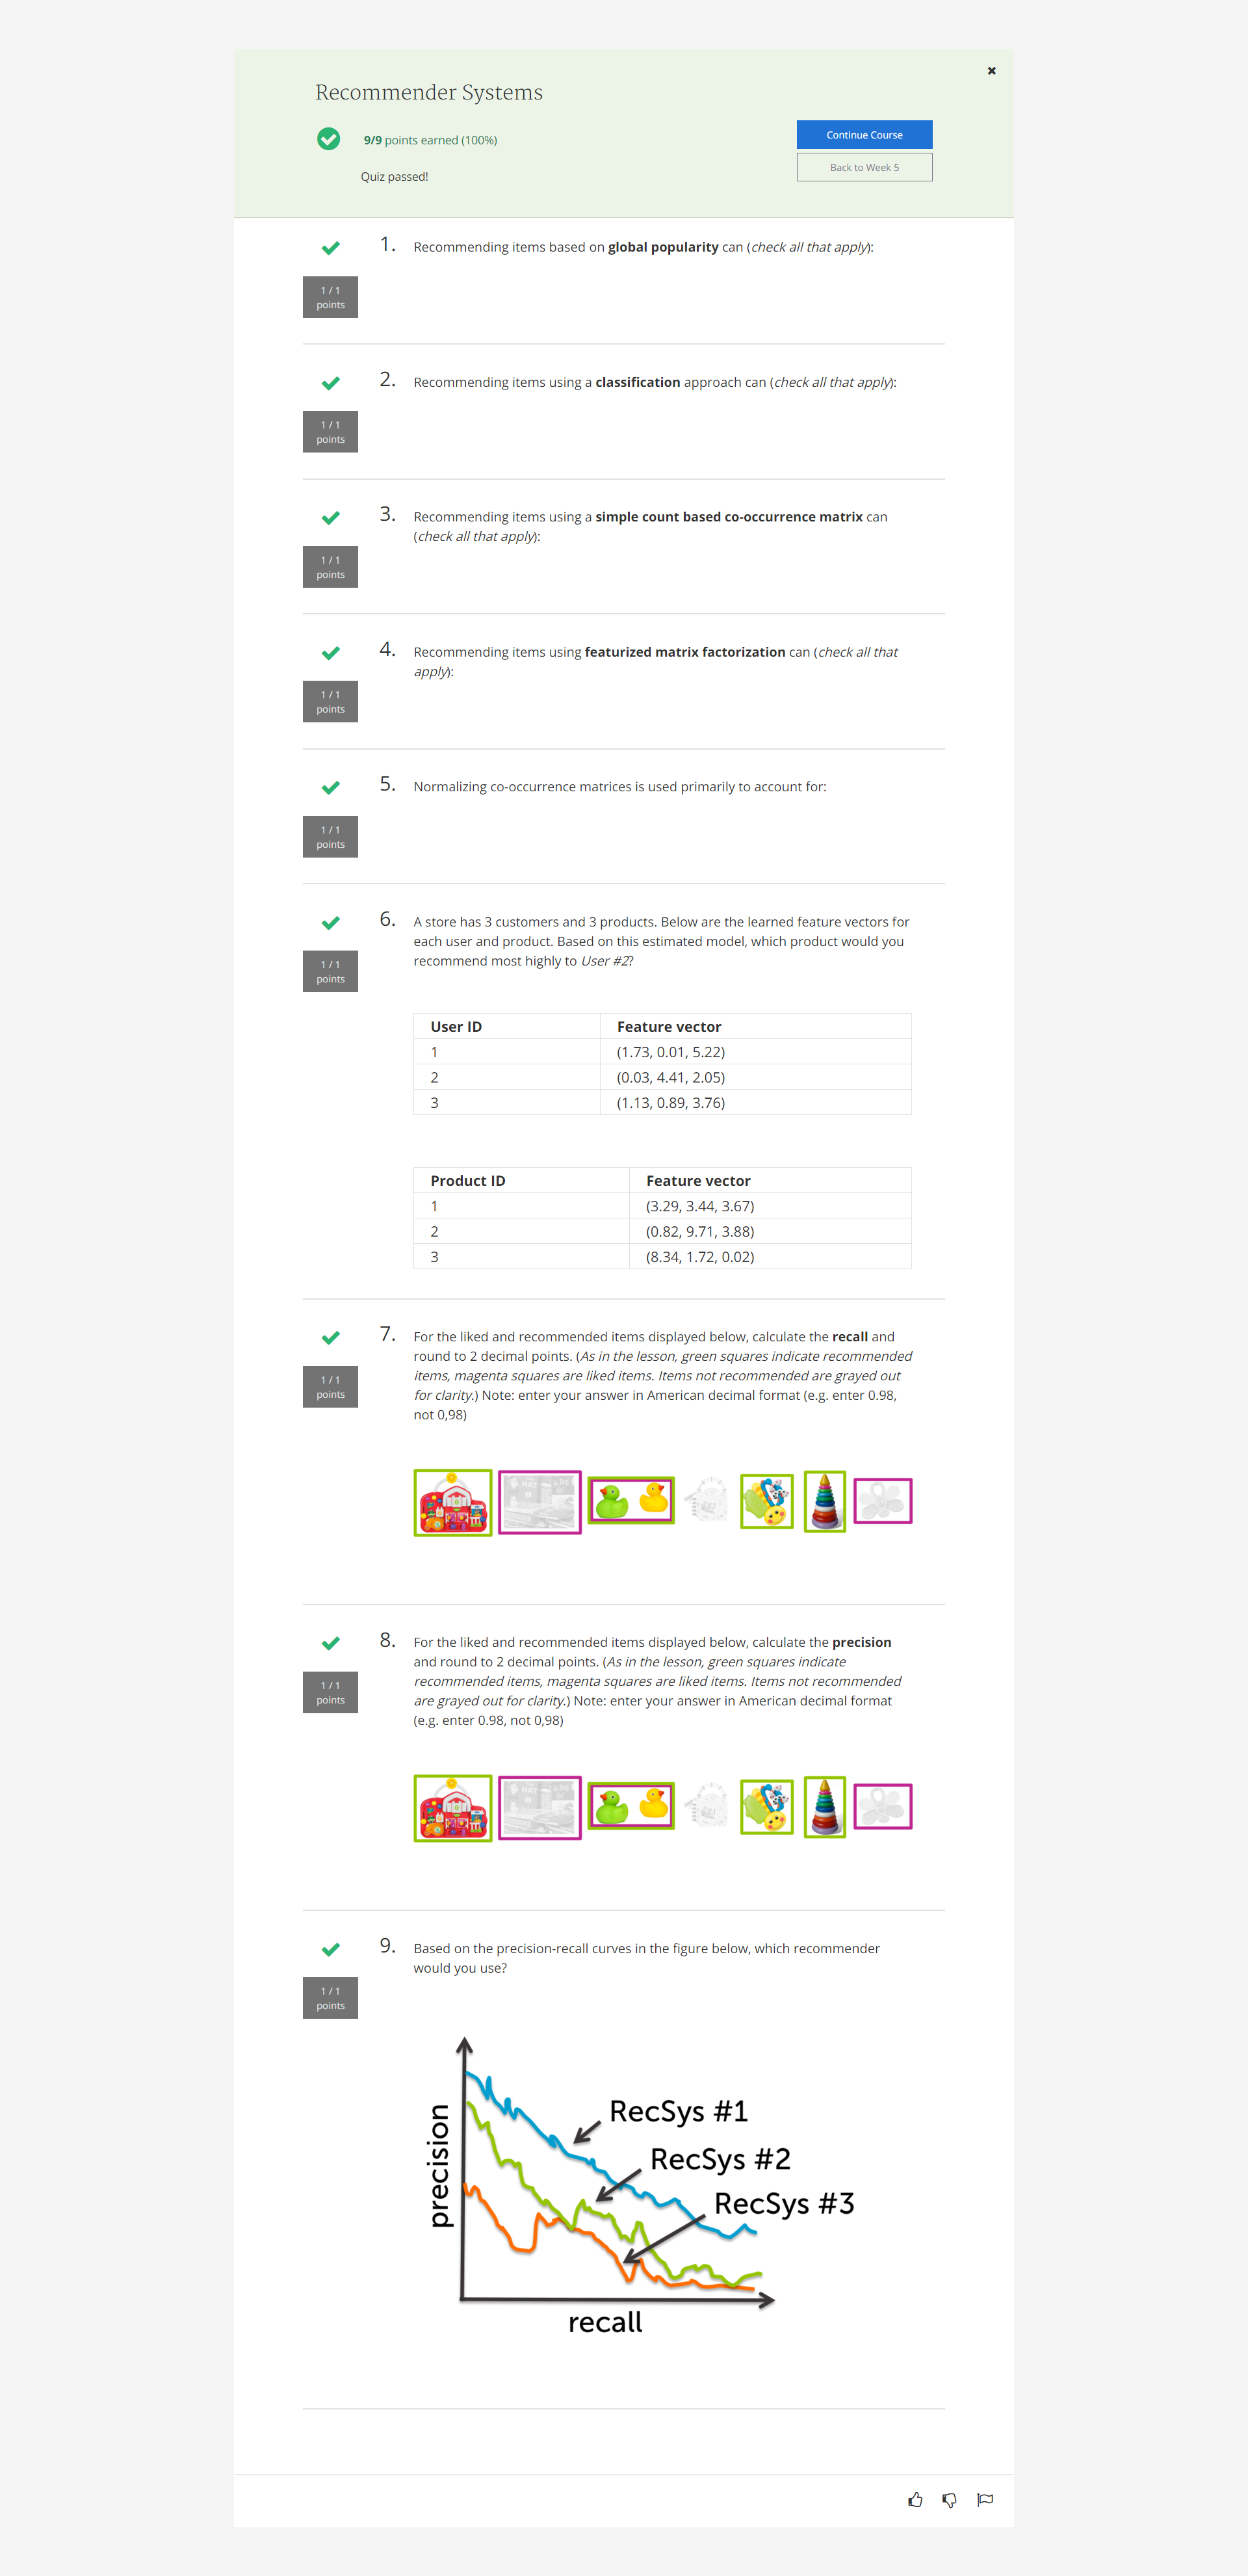 Recommender Systems
9/9 points earned (100%)
Quiz passed!
Continue Course
Back to Week 5
1. Recommending items based on global popularity can (check all that apply):
1 / 1
points
2. Recommending items using a classification approach can (check all that apply):
1 / 1
points
3. Recommending items using a simple count based co-occurrence matrix can
(check all that apply):
1 / 1
points
4. Recommending items using featurized matrix factorization can (check all that
apply):
1 / 1
points
5. Normalizing co-occurrence matrices is used primarily to account for:
1 / 1
points
6. A store has 3 customers and 3 products. Below are the learned feature vectors for
each user and product. Based on this estimated model, which product would you
recommend most highly to User #2?
1 / 1
points
User ID Feature vector
1 (1.73, 0.01, 5.22)
2 (0.03, 4.41, 2.05)
3 (1.13, 0.89, 3.76)
Product ID Feature vector
1 (3.29, 3.44, 3.67)
2 (0.82, 9.71, 3.88)
3 (8.34, 1.72, 0.02)
7. For the liked and recommended items displayed below, calculate the recall and
round to 2 decimal points. (As in the lesson, green squares indicate recommended
items, magenta squares are liked items. Items not recommended are grayed out
for clarity.) Note: enter your answer in American decimal format (e.g. enter 0.98,
not 0,98)
1 / 1
points
8. For the liked and recommended items displayed below, calculate the precision
and round to 2 decimal points. (As in the lesson, green squares indicate
recommended items, magenta squares are liked items. Items not recommended
are grayed out for clarity.) Note: enter your answer in American decimal format
(e.g. enter 0.98, not 0,98)
1 / 1
points
9. Based on the precision-recall curves in the figure below, which recommender
would you use?
1 / 1
points
precision
RecSys #1
RecSys #2
RecSys #3
recall